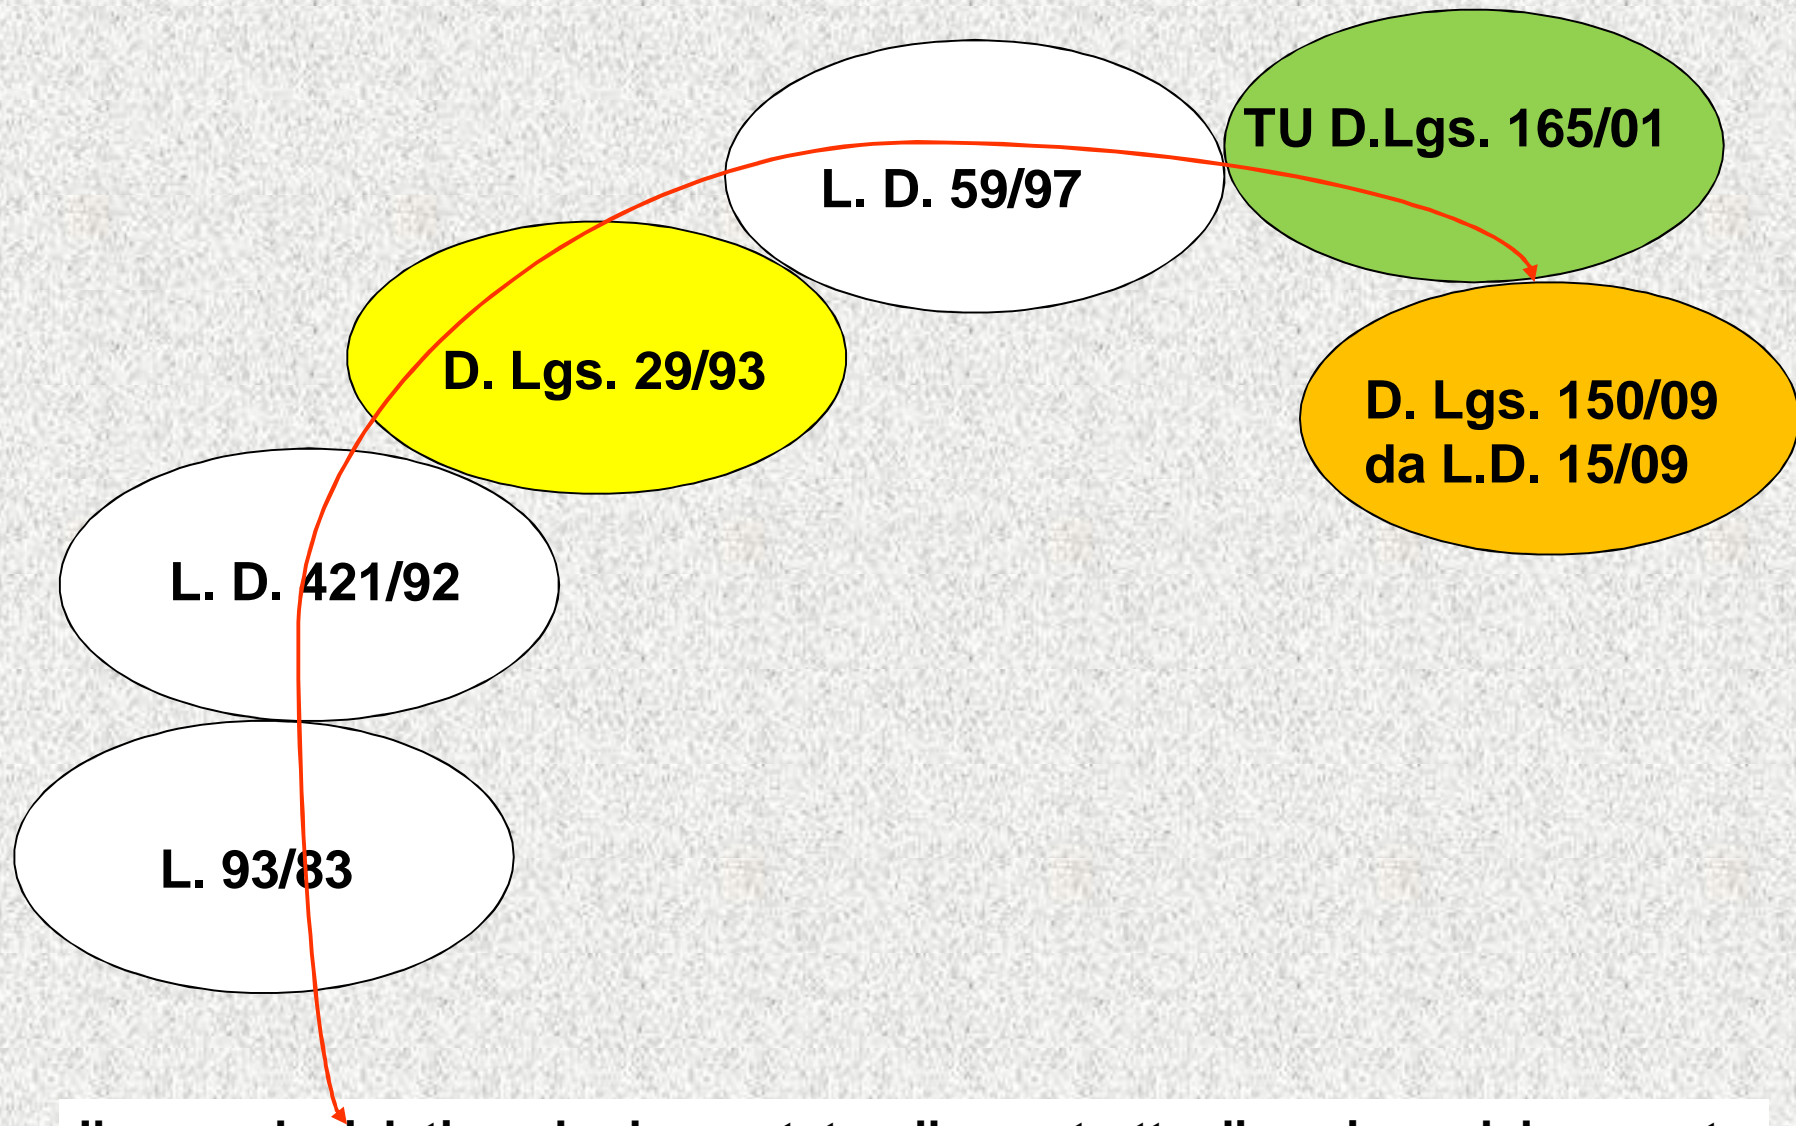 TU D.Lgs. 165/01
L. D. 59/97
D. Lgs. 29/93
D. Lgs. 150/09
da L.D. 15/09
L. D. 421/92
L. 93/83